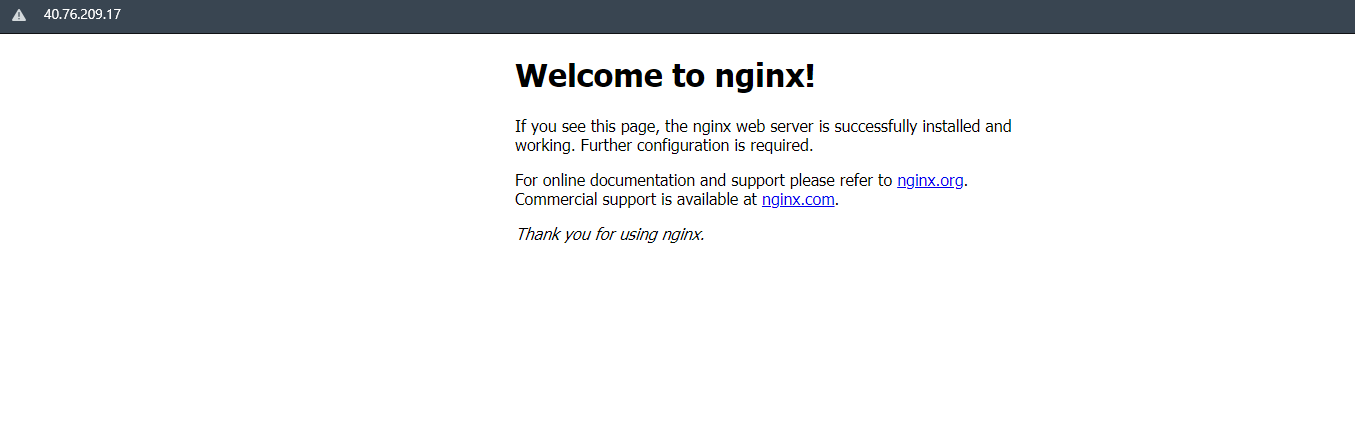 40.76.209.17
Welcome to nginx!
If you see this page, the nginx web server is successfully installed and
working. Further configuration is required.
For online documentation and support please refer to nginx.org.
Commercial support is available at nginx.com.
Thank you for using nginx.